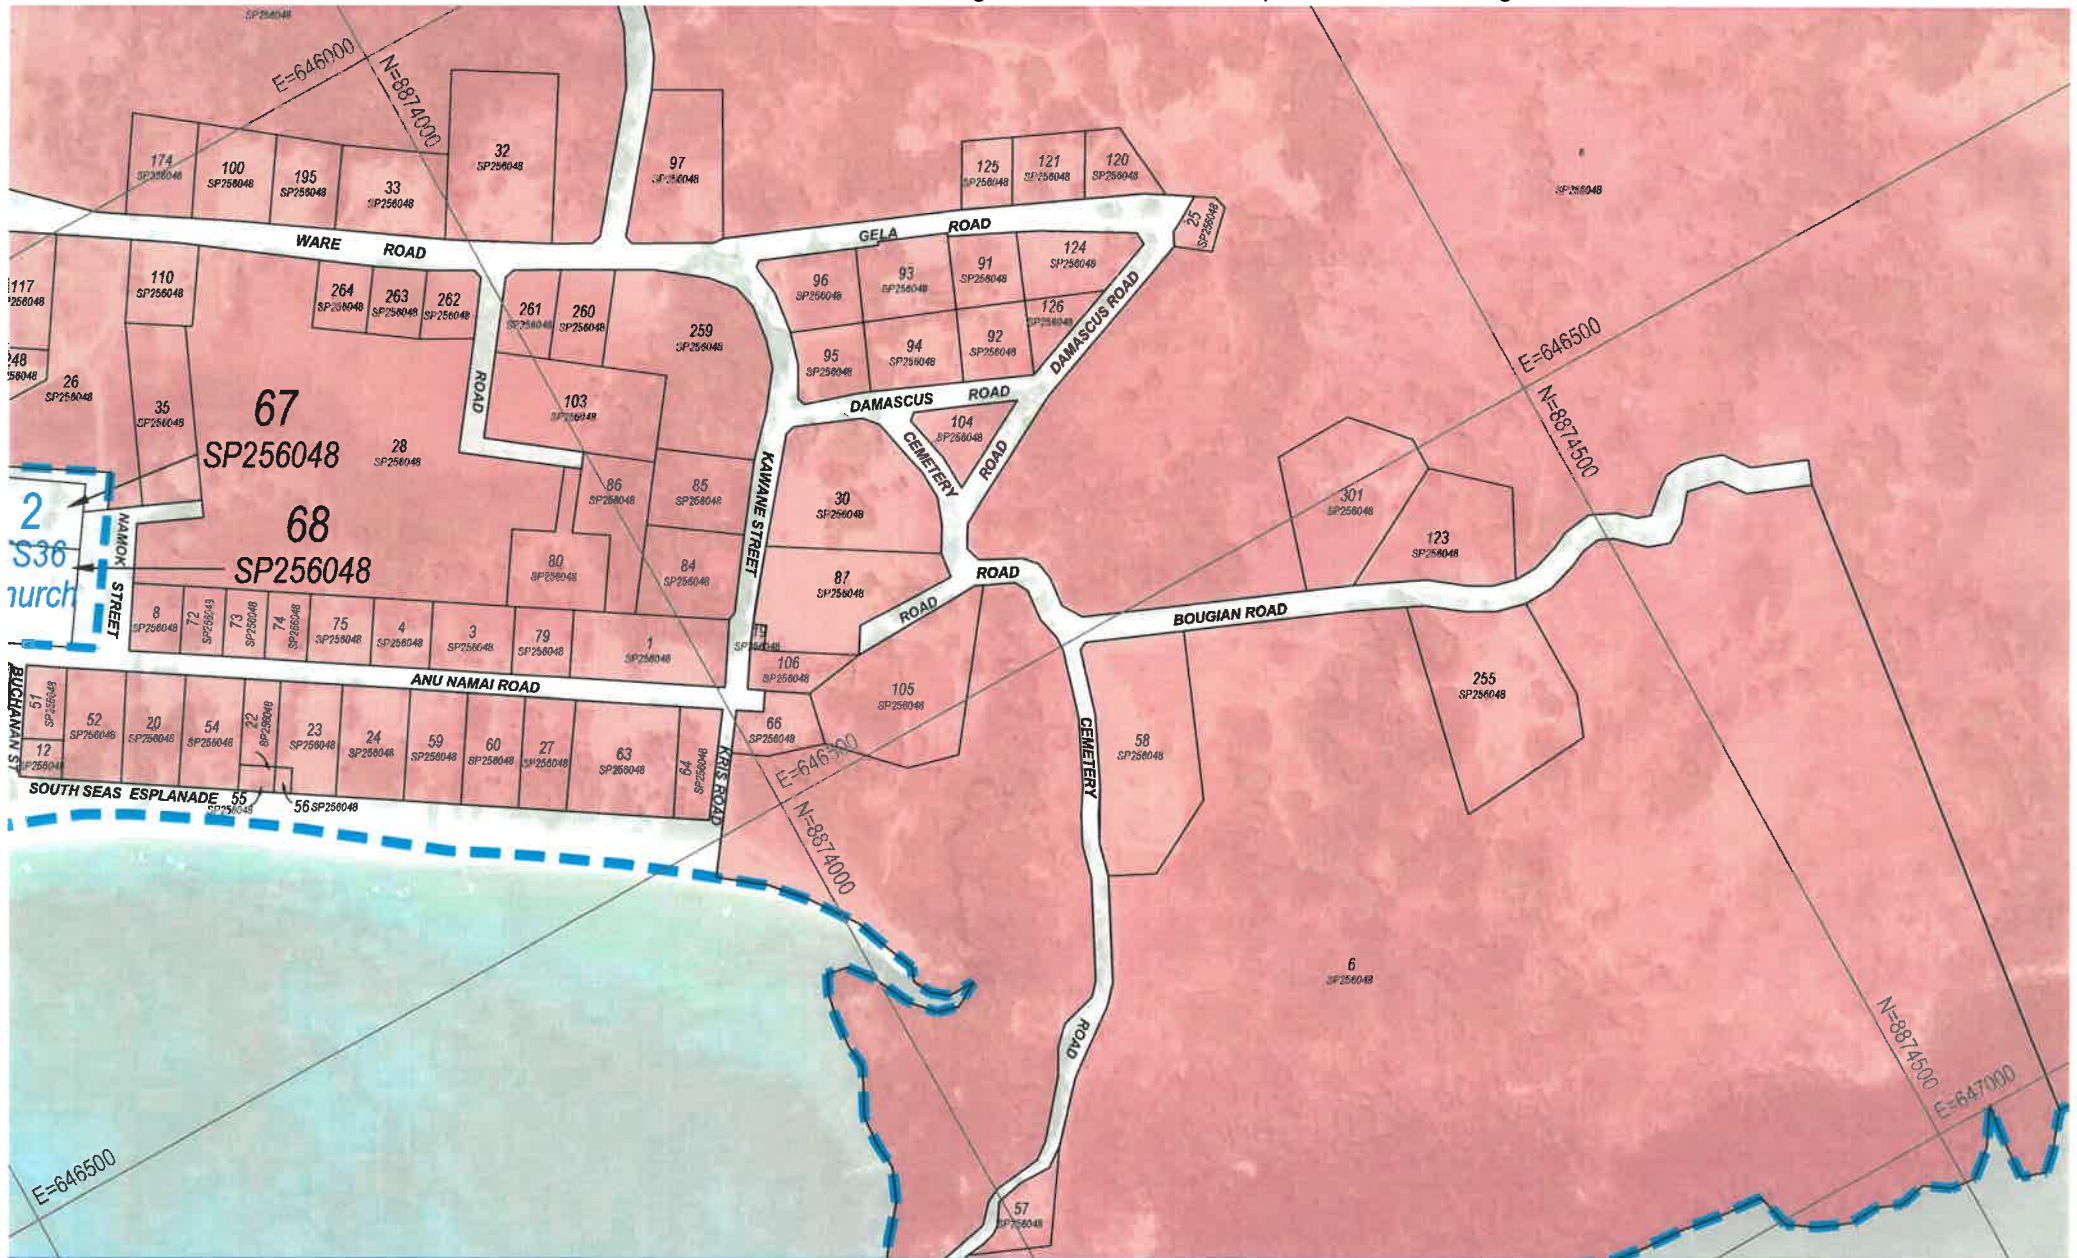 SP256048
E=646000
N=8874000
174
SP256048
100
SP256048
195
SP256048
33
SP256048
32
SP256048
97
SP256048
125
SP256048
121
SP256048
120
SP256048
25
SP256048
SP256048
WARE ROAD
GELA ROAD
117
110
SP256048
264
SP256048
263
SP256048
262
SP256048
261
SP256048
260
SP256048
259
SP256048
96
SP256048
93
SP256048
91
SP256048
124
SP256048
126
SP256048
95
SP256048
94
SP256048
92
SP256048
DAMASCUS ROAD
E=646500
N=8874500
26
SP256048
35
SP256048
67
SP256048
28
SP256048
ROAD
103
SP256048
DAMASCUS ROAD
104
SP256048
CEMETERY
ROAD
KAWANE STREET
2
S36
68
SP256048
NAMOK STREET
86
SP256048
85
SP256048
30
SP256048
301
SP256048
123
SP256048
80
SP256048
84
SP256048
87
SP256048
ROAD
ROAD
BOUGIAN ROAD
8
SP256048
72
SP256048
73
SP256048
74
SP256048
75
SP256048
4
SP256048
3
SP256048
79
SP256048
1
SP256048
SP256048
106
SP256048
105
SP256048
255
SP256048
ANU NAMAI ROAD
BUCHANAN ST
51
SP256048
12
SP256048
52
SP256048
20
SP256048
54
SP256048
22
SP256048
23
SP256048
24
SP256048
59
SP256048
60
SP256048
27
SP256048
63
SP256048
64
SP256048
66
SP256048
58
SP256048
KRIS ROAD
CEMETERY
SOUTH SEAS ESPLANADE
55
SP256048
56 SP256048
E=646500
N=8874000
6
SP256048
ROAD
N=8874500
E=647000
E=646500
57
SP256048